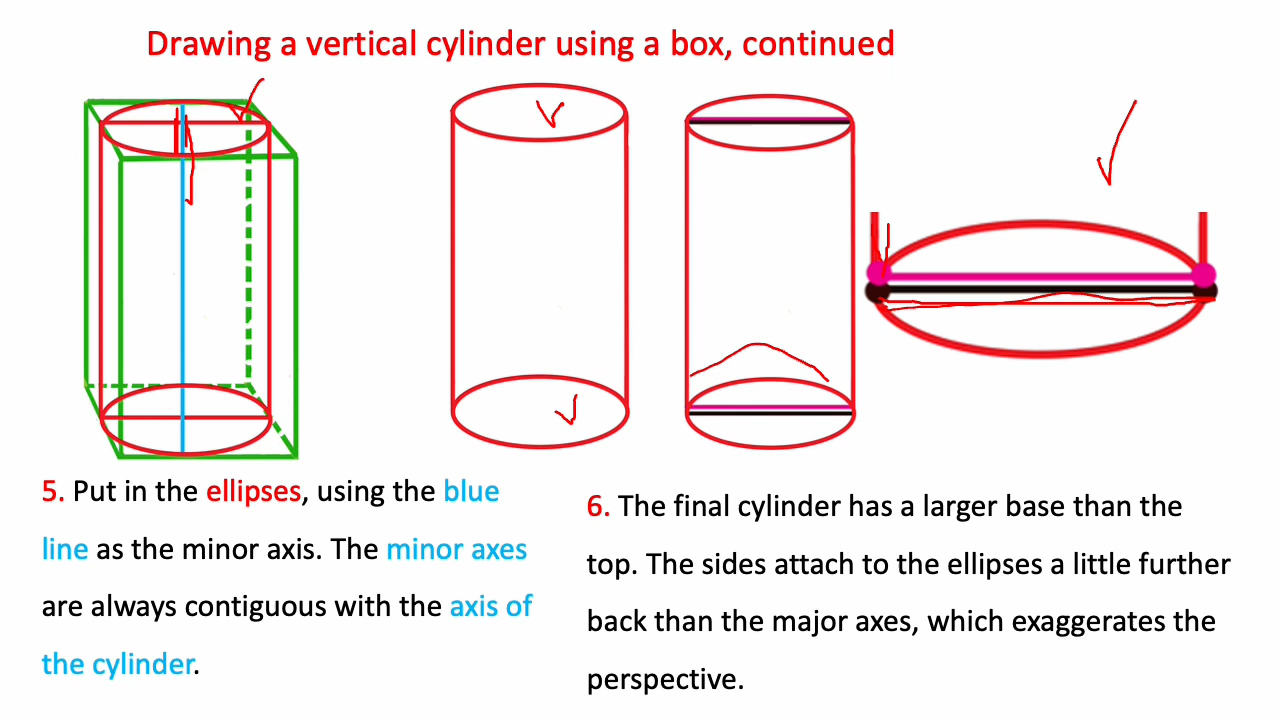 Drawing a vertical cylinder using a box, continued
5. Put in the ellipses, using the blue
line as the minor axis. The minor axes
are always contiguous with the axis of
the cylinder.
6. The final cylinder has a larger base than the
top. The sides attach to the ellipses a little further
back than the major axes, which exaggerates the
perspective.